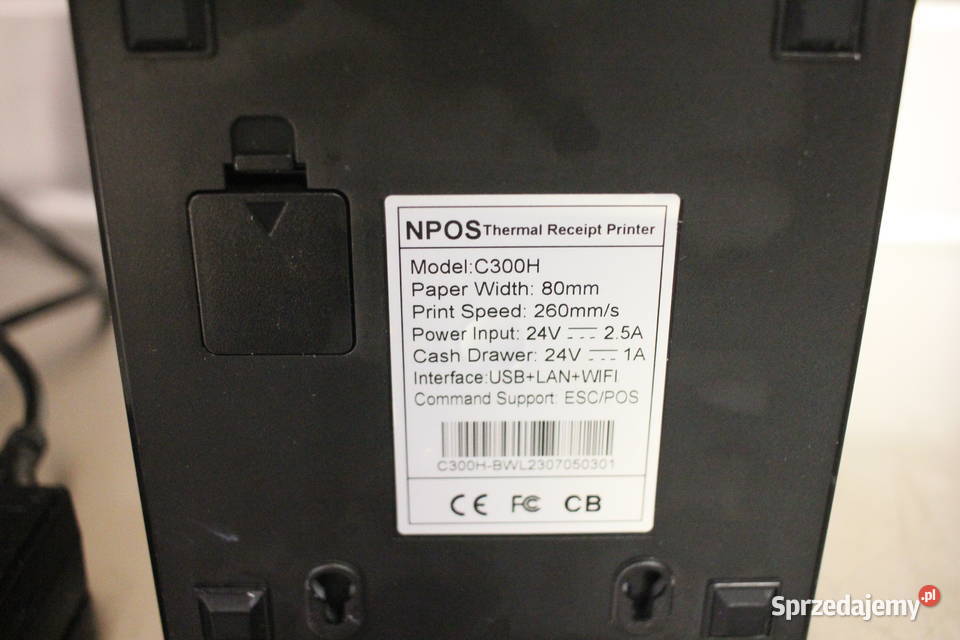 NPOS Thermal Receipt Printer
Model:C300H
Paper Width: 80mm
Print Speed: 260mm/s
Power Input: 24V ⎓ 2.5A
Cash Drawer: 24V ⎓ 1A
Interface:USB+LAN+WIFI
Command Support: ESC/POS
C300H-BWL2307050301
CE FC CB
Sprzedajemy.pl